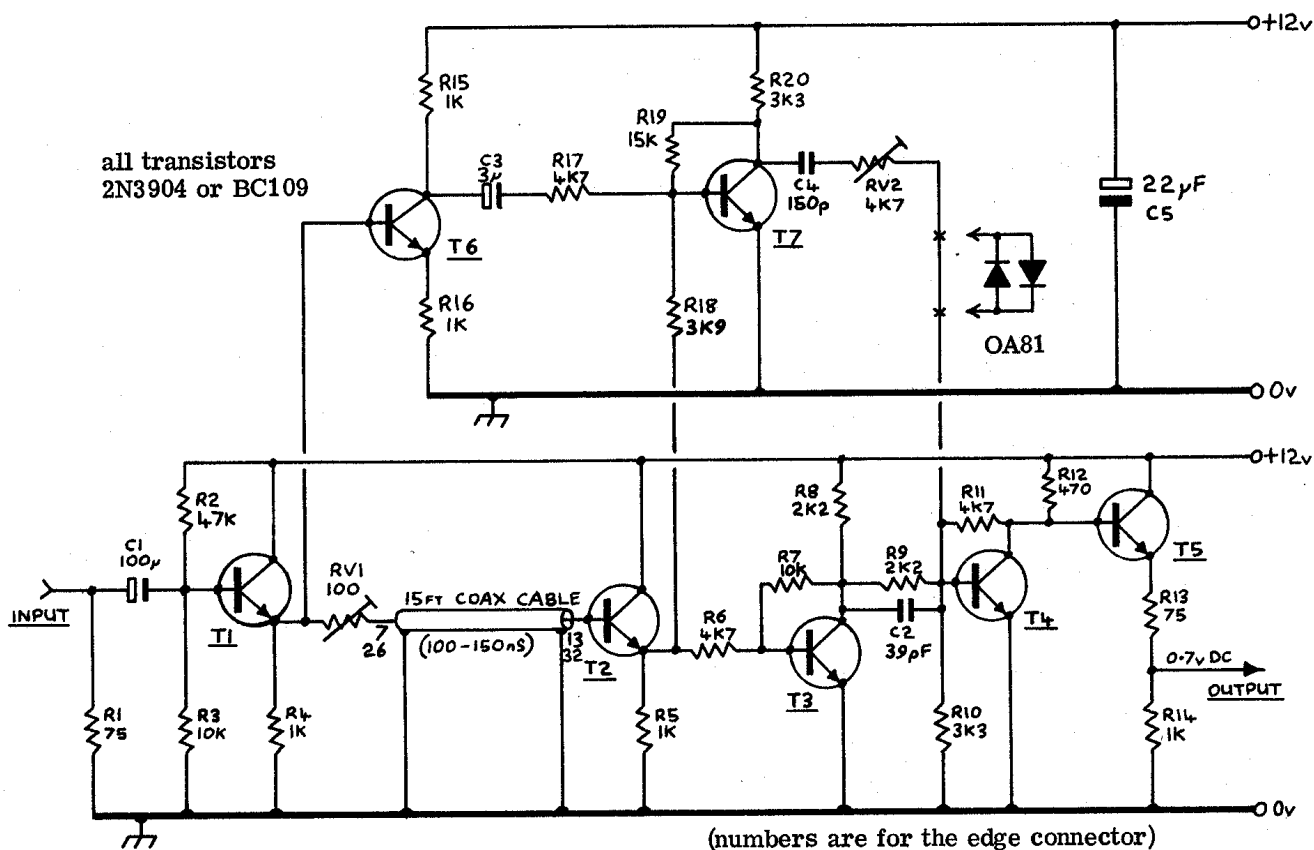 +12v
R15
1K
R20
3K3
R19
15K
all transistors
2N3904 or BC109
C3
3μ
R17
4K7
C4
150p
RV2
4K7
22μF
C5
T6
T7
R16
1K
R18
3K9
OA81
0v
+12v
R2
47K
R8
2K2
R11
4K7
R12
470
C1
100μ
RV1
100
15FT COAX CABLE
R7
10K
R9
2K2
T5
INPUT
T1
7
26
(100-150nS)
13
32
T2
R6
4K7
C2
39pF
T4
R13
75
T3
0.7v DC
OUTPUT
R1
75
R3
10K
R4
1K
R5
1K
R10
3K3
R14
1K
0v
(numbers are for the edge connector)